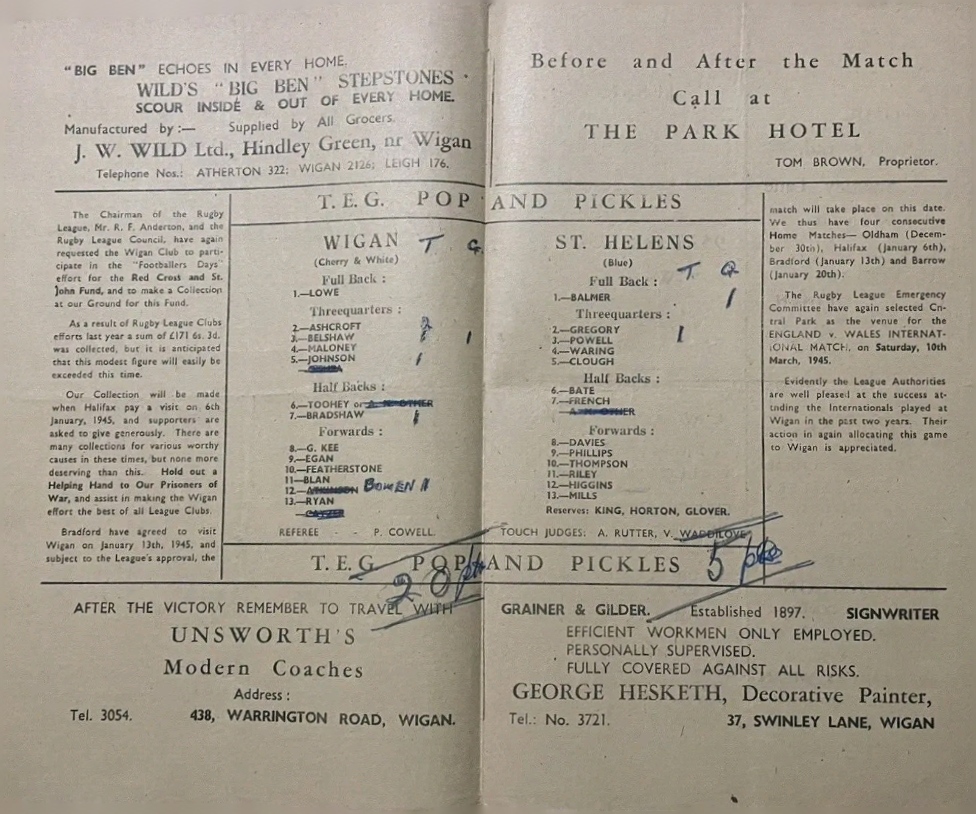 "BIG BEN" ECHOES IN EVERY HOME.
WILD'S "BIG BEN" STEPSTONES
SCOUR INSIDE & OUT OF EVERY HOME.
Manufactured by :— Supplied by All Grocers.
J. W. WILD Ltd., Hindley Green, nr Wigan
Telephone Nos.: ATHERTON 322; WIGAN 2126; LEIGH 176.
Before and After the Match
Call at
THE PARK HOTEL
TOM BROWN, Proprietor.
T.E.G. POP AND PICKLES
The Chairman of the Rugby
League, Mr. R. F. Anderton, and the
Rugby League Council, have again
requested the Wigan Club to parti-
cipate in the "Footballers Days"
effort for the Red Cross and St.
John Fund, and to make a Collection
at our Ground for this Fund.
As a result of Rugby League Clubs
efforts last year a sum of £171 6s. 3d.
was collected, but it is anticipated
that this modest figure will easily be
exceeded this time.
Our Collection will be made
when Halifax pay a visit on 6th
January, 1945, and supporters are
asked to give generously. There are
many collections for various worthy
causes in these times, but none more
deserving than this. Hold out a
Helping Hand to Our Prisoners of
War, and assist in making the Wigan
effort the best of all League Clubs.
Bradford have agreed to visit
Wigan on January 13th, 1945, and
subject to the League's approval, the
WIGAN T G
(Cherry & White)
Full Back :
1.—LOWE
Threequarters :
2.—ASHCROFT
3.—BELSHAW 1 1
4.—MALONEY
5.—JOHNSON 1
Half Backs :
6.—TOOHEY or A. N. OTHER
7.—BRADSHAW 1
Forwards :
8.—G. KEE
9.—EGAN
10.—FEATHERSTONE
11—BLAN
12.—ATKINSON BOWEN 11
13.—RYAN
REFEREE - P. COWELL.
ST. HELENS
(Blue)
T G
Full Back :
1.—BALMER 1
Threequarters :
2.—GREGORY 1
3.—POWELL
4.—WARING
5.—CLOUGH
Half Backs :
6.—BATE
7.—FRENCH
A. N. OTHER
Forwards :
8.—DAVIES
9.—PHILLIPS
10.—THOMPSON
11.—RILEY
12.—HIGGINS
13.—MILLS
Reserves: KING, HORTON, GLOVER.
TOUCH JUDGES: A. RUTTER, V. WADDILOVE
match will take place on this date.
We thus have four consecutive
Home Matches— Oldham (Decem-
ber 30th), Halifax (January 6th),
Bradford (January 13th) and Barrow
(January 20th).
The Rugby League Emergency
Committee have again selected Cn-
tral Park as the venue for the
ENGLAND v. WALES INTERNAT-
IONAL MATCH, on Saturday, 10th
March, 1945.
Evidently the League Authorities
are well pleased at the success at-
tnding the Internationals played at
Wigan in the past two years. Their
action in again allocating this game
to Wigan is appreciated.
T.E.G. POP AND PICKLES
20 pts 5 pts
AFTER THE VICTORY REMEMBER TO TRAVEL WITH
UNSWORTH'S
Modern Coaches
Address :
Tel. 3054. 438, WARRINGTON ROAD, WIGAN.
GRAINER & GILDER. Established 1897. SIGNWRITER
EFFICIENT WORKMEN ONLY EMPLOYED.
PERSONALLY SUPERVISED.
FULLY COVERED AGAINST ALL RISKS.
GEORGE HESKETH, Decorative Painter,
Tel.: No. 3721. 37, SWINLEY LANE, WIGAN